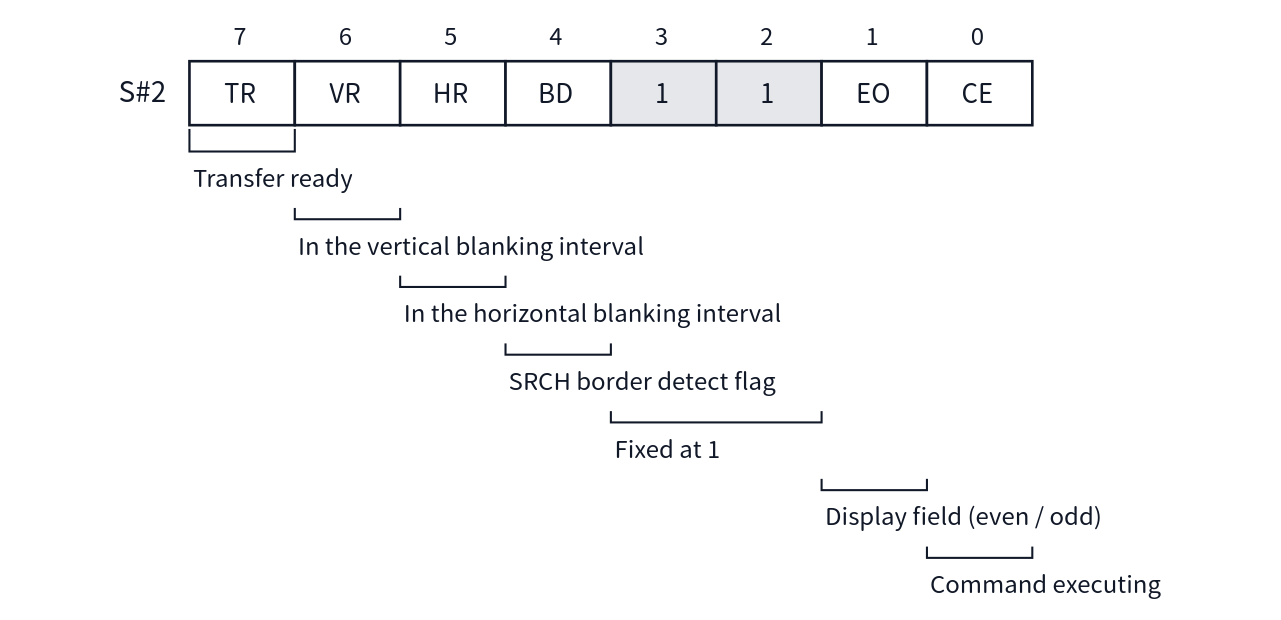 7 6 5 4 3 2 1 0
S#2 TR VR HR BD 1 1 EO CE
Transfer ready
In the vertical blanking interval
In the horizontal blanking interval
SRCH border detect flag
Fixed at 1
Display field (even / odd)
Command executing